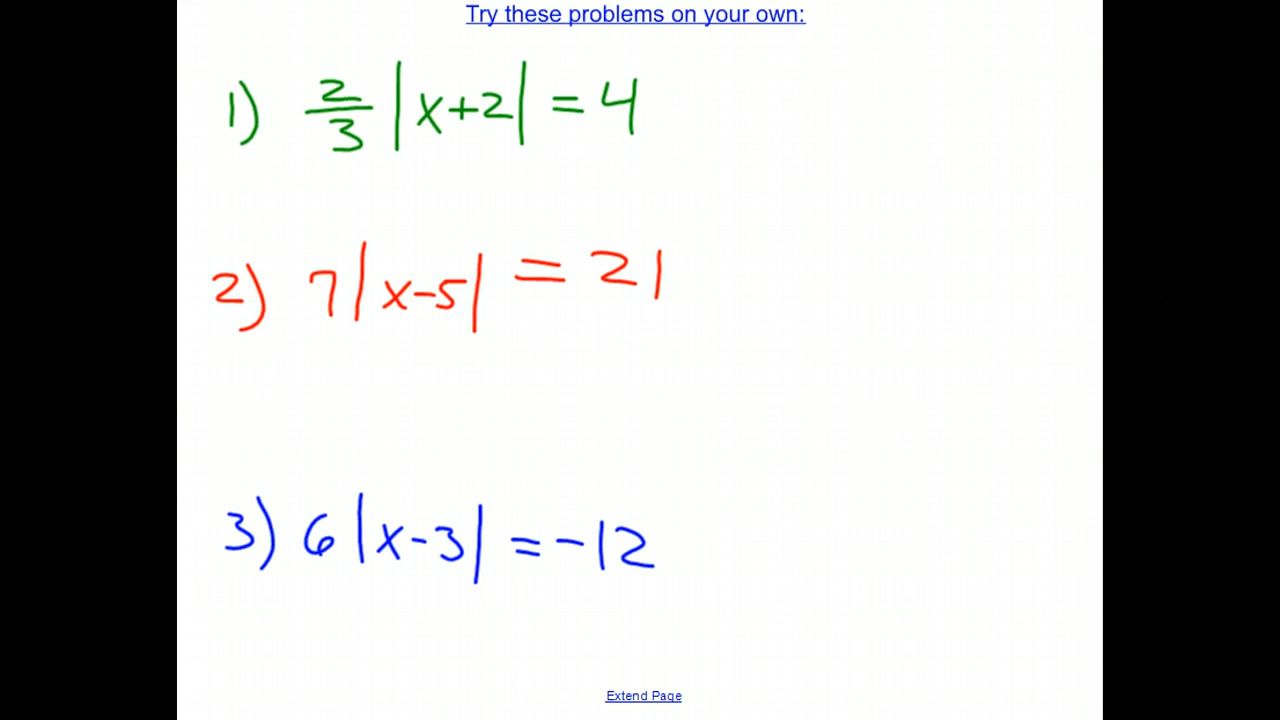 Try these problems on your own:
1) 2/3 |x+2| = 4
2) 7|x-5| = 21
3) 6|x-3| = -12
Extend Page